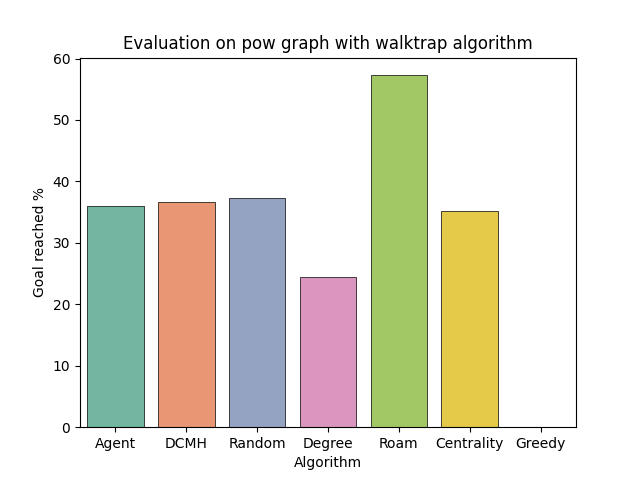 Evaluation on pow graph with walktrap algorithm
60
50
40
30
20
10
0
Goal reached %
Agent DCMH Random Degree Roam Centrality Greedy
Algorithm